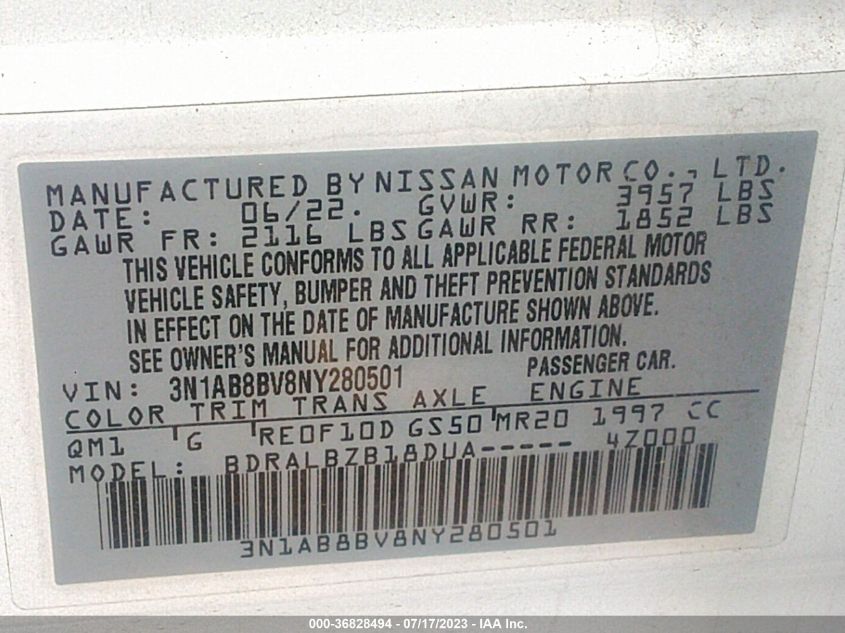 MANUFACTURED BY NISSAN MOTOR CO., LTD.
DATE: 06/22. GVWR: 3957 LBS
GAWR FR: 2116 LBS GAWR RR: 1852 LBS
THIS VEHICLE CONFORMS TO ALL APPLICABLE FEDERAL MOTOR
VEHICLE SAFETY, BUMPER AND THEFT PREVENTION STANDARDS
IN EFFECT ON THE DATE OF MANUFACTURE SHOWN ABOVE.
SEE OWNER'S MANUAL FOR ADDITIONAL INFORMATION.
VIN: 3N1AB8BV8NY280501 PASSENGER CAR.
COLOR TRIM TRANS AXLE ENGINE
QM1 G RE0F10D GS50 MR20 1997 CC
MODEL: BDRALBZB18DUA----- 4Z000
3N1AB8BV8NY280501
000-36828494 - 07/17/2023 - IAA Inc.